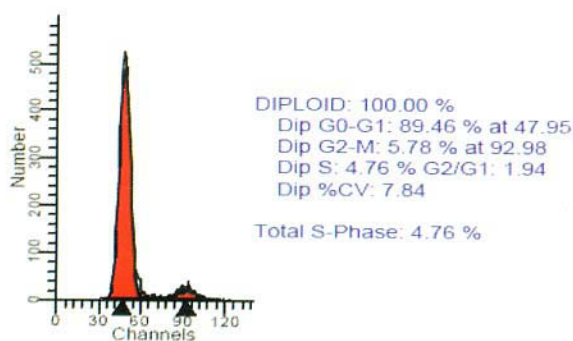 500
400
300
200
100
0
Number
0 30 60 90 120
Channels
DIPLOID: 100.00 %
Dip G0-G1: 89.46 % at 47.95
Dip G2-M: 5.78 % at 92.98
Dip S: 4.76 % G2/G1: 1.94
Dip %CV: 7.84
Total S-Phase: 4.76 %